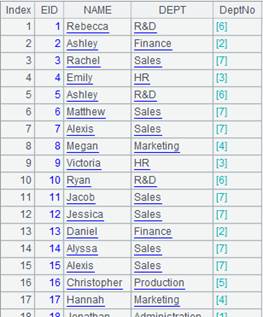 Index EID NAME DEPT DeptNo
1 1 Rebecca R&D [6]
2 2 Ashley Finance [2]
3 3 Rachel Sales [7]
4 4 Emily HR [3]
5 5 Ashley R&D [6]
6 6 Matthew Sales [7]
7 7 Alexis Sales [7]
8 8 Megan Marketing [4]
9 9 Victoria HR [3]
10 10 Ryan R&D [6]
11 11 Jacob Sales [7]
12 12 Jessica Sales [7]
13 13 Daniel Finance [2]
14 14 Alyssa Sales [7]
15 15 Alexis Sales [7]
16 16 Christopher Production [5]
17 17 Hannah Marketing [4]
18 18 Jonathan Administration [1]